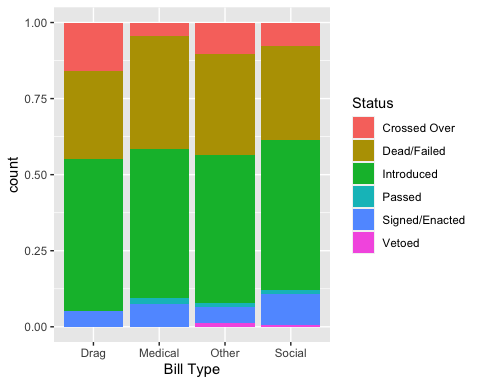 1.00
0.75
0.50
0.25
0.00
count
Drag Medical Other Social
Bill Type
Status
Crossed Over
Dead/Failed
Introduced
Passed
Signed/Enacted
Vetoed